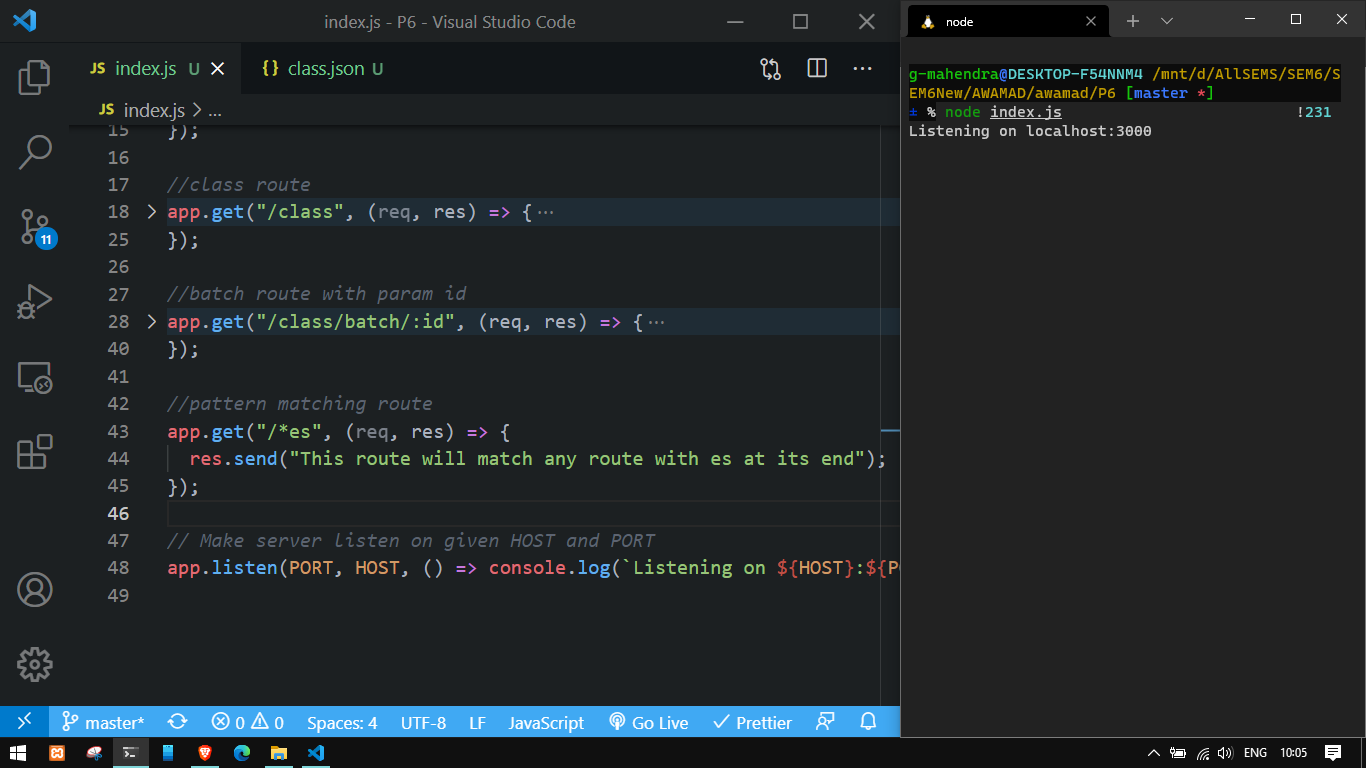 index.js - P6 - Visual Studio Code
JS index.js U
{} class.json U
JS index.js > ...
15 });
16
17 //class route
18 app.get("/class", (req, res) => { ···
25 });
26
27 //batch route with param id
28 app.get("/class/batch/:id", (req, res) => { ···
40 });
41
42 //pattern matching route
43 app.get("/*es", (req, res) => {
44 res.send("This route will match any route with es at its end");
45 });
46
47 // Make server listen on given HOST and PORT
48 app.listen(PORT, HOST, () => console.log(`Listening on ${HOST}:${P
49
11
master* 0 0 Spaces: 4 UTF-8 LF JavaScript Go Live Prettier
node
g-mahendra@DESKTOP-F54NNM4 /mnt/d/AllSEMS/SEM6/S
EM6New/AWAMAD/awamad/P6 [master *]
± % node index.js !231
Listening on localhost:3000
ENG 10:05